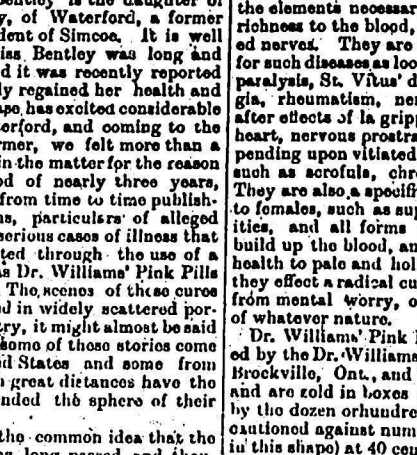 Bentley is the daughter of
y, of Waterford, a former
dent of Simcoe. It is well
iss Bentley was long and
d it was recently reported
ly regained her health and
ase, has excited considerable
erford, and coming to the
rmer, we felt more than a
in the matter for the reason
od of nearly three years,
from time to time publish-
ns, particulars of alleged
serious cases of illness that
ted through the use of a
as Dr. Williams' Pink Pills
The scenes of these cures
d in widely scattered por-
try, it might almost be said
some of these stories come
d States and some from
n great distances have the
nded the sphere of their
the common idea that the
as long passed and they
the elements necessar
richness to the blood,
ed nerves. They are
for such diseases as loc
paralysis, St. Vitus' d
gia, rheumatism, ner
after effects of la gripp
heart, nervous prostra
pending upon vitiated
such as scrofula, chr
They are also a specifi
to females, such as sup
ities, and all forms
build up the blood, an
health to pale and hol
they effect a radical cu
from mental worry, o
of whatever nature.
Dr. Williams' Pink P
ed by the Dr. Williams
Brockville, Ont., and
and are sold in boxes
by the dozen or hundre
cautioned against num
in this shape) at 40 cen